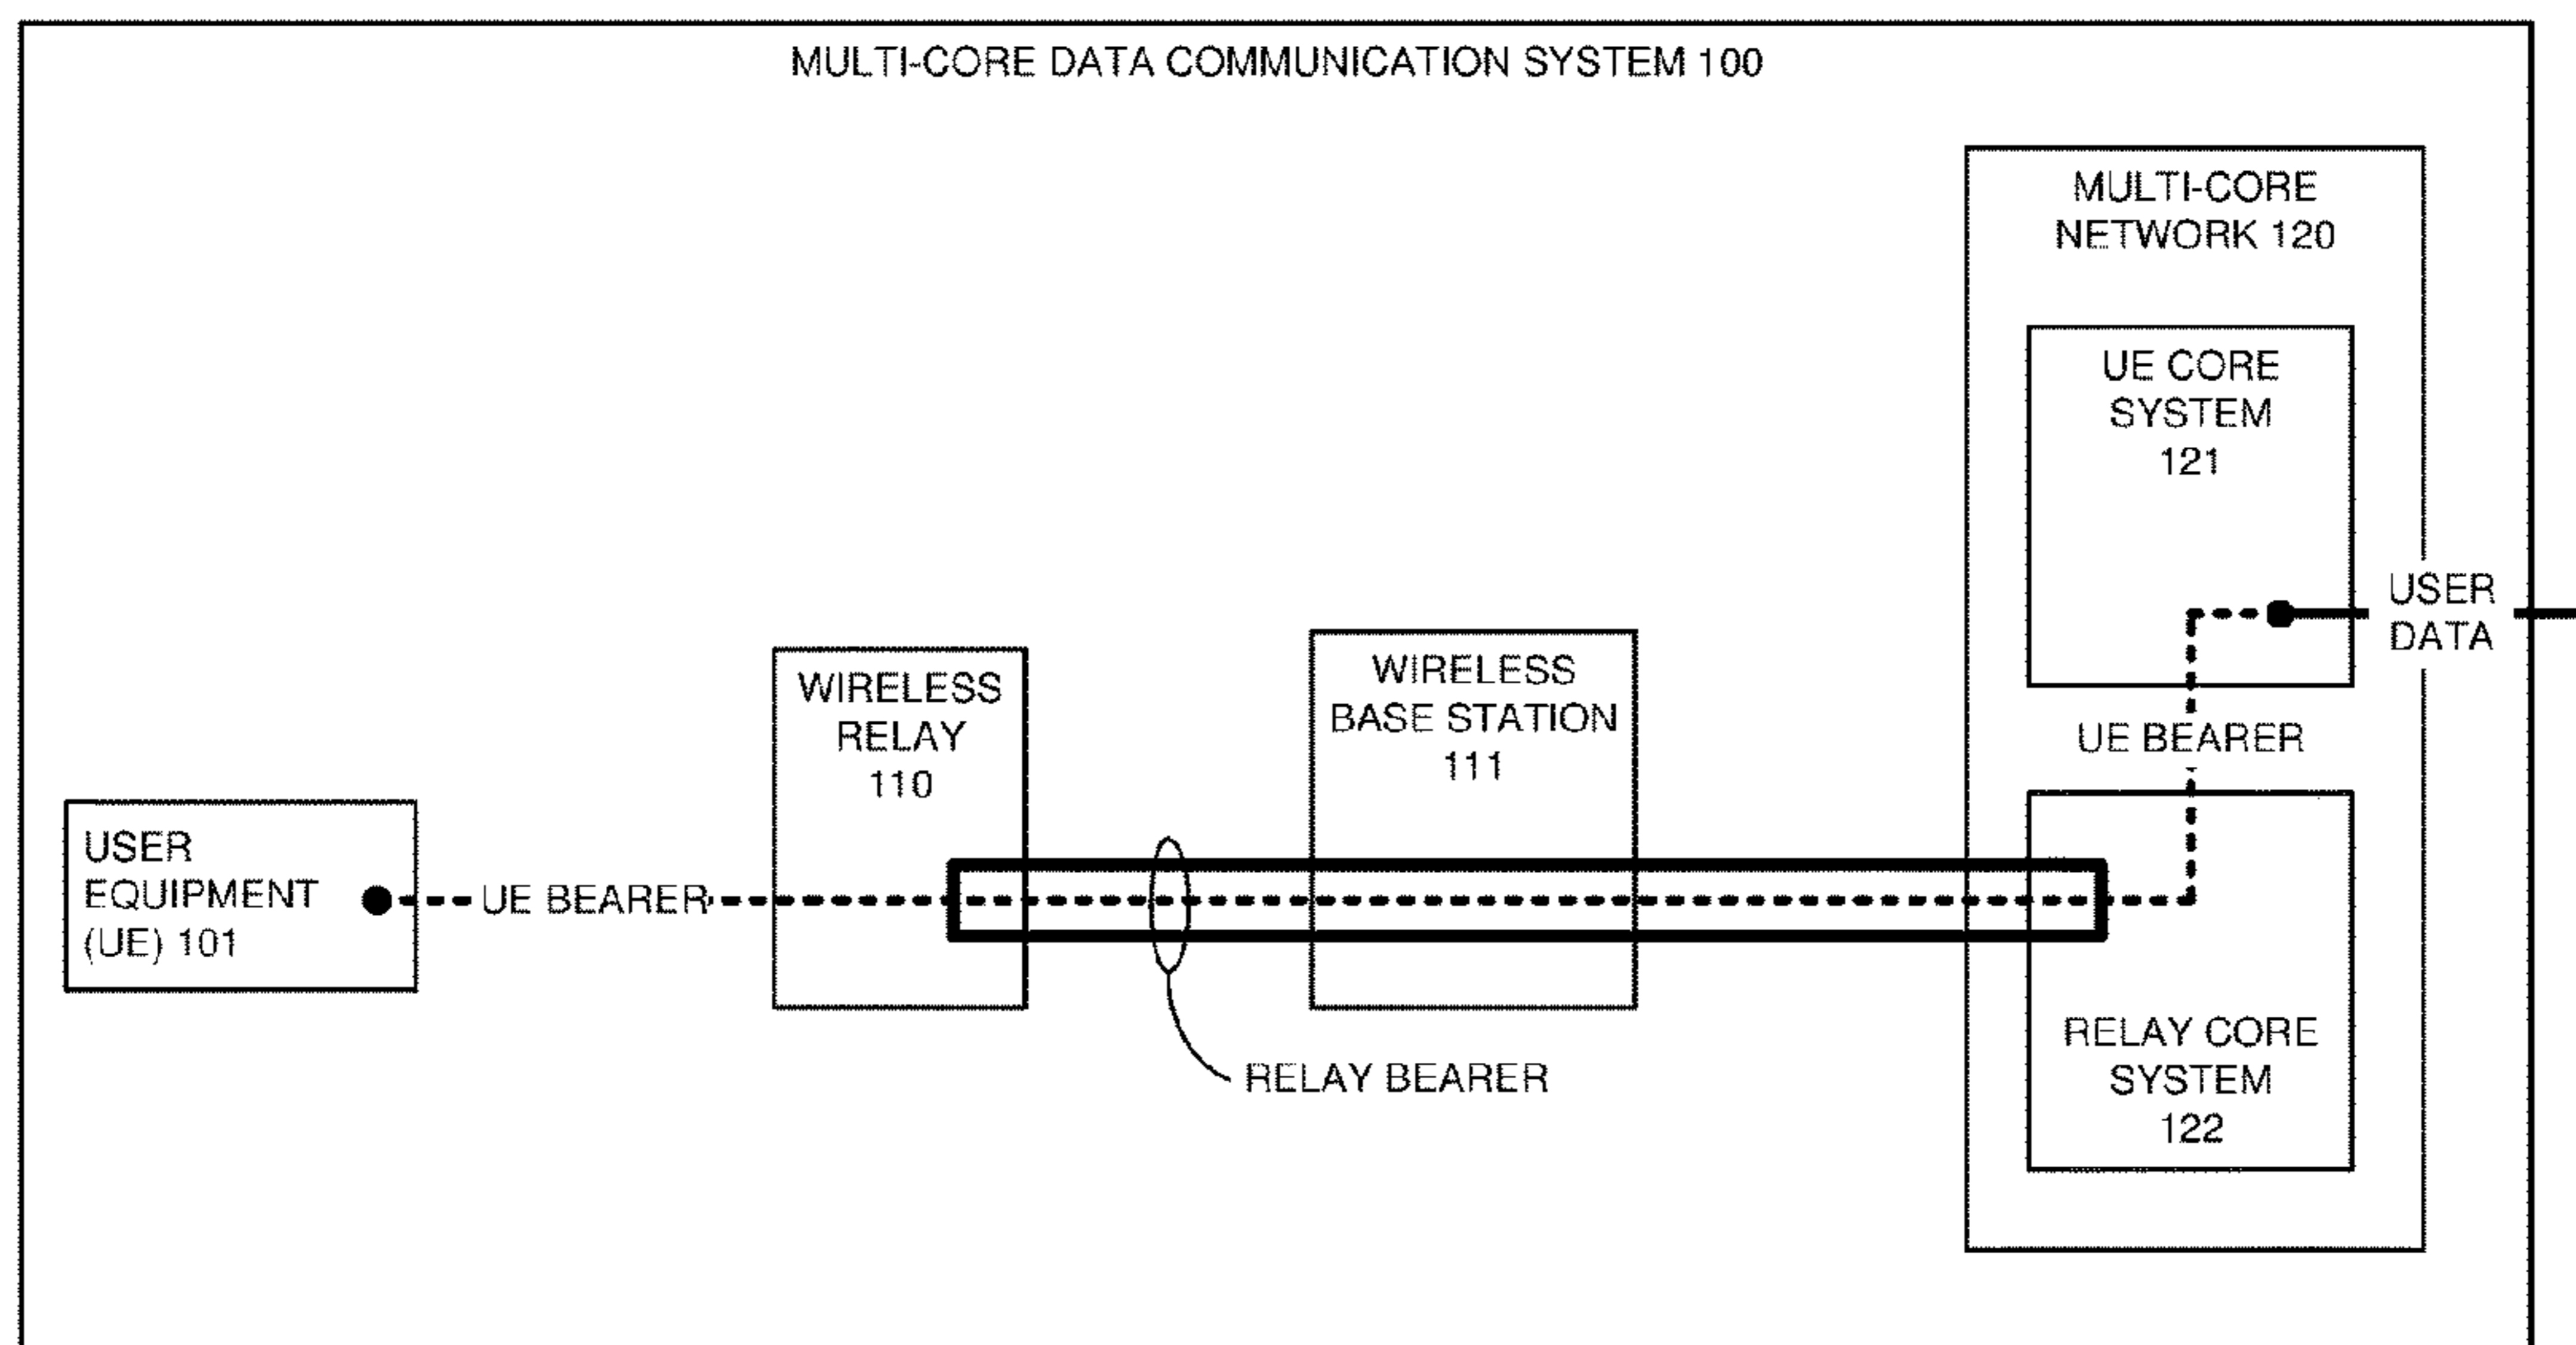 MULTI-CORE DATA COMMUNICATION SYSTEM 100
MULTI-CORE
NETWORK 120
UE CORE
SYSTEM
121
USER
DATA
UE BEARER
WIRELESS
RELAY
110
WIRELESS
BASE STATION
111
USER
EQUIPMENT
(UE) 101
UE BEARER
RELAY BEARER
RELAY CORE
SYSTEM
122